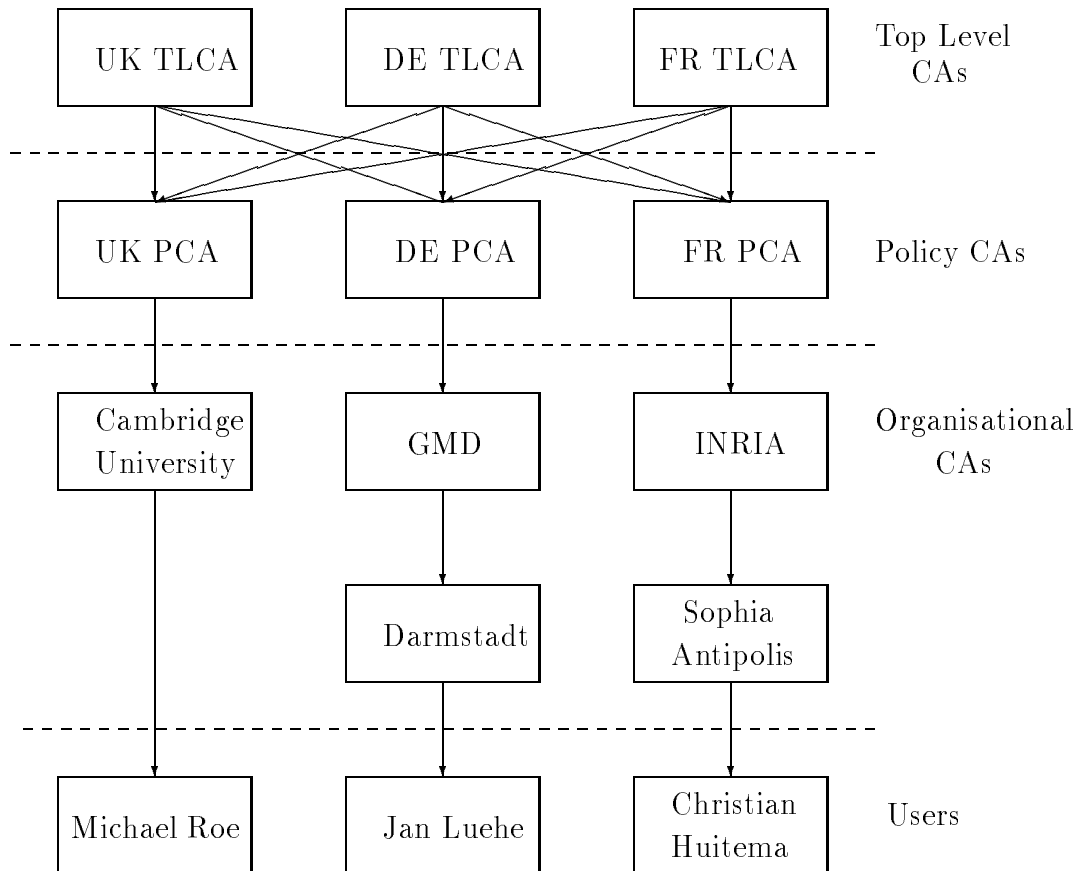 UK TLCA
DE TLCA
FR TLCA
Top Level
CAs
UK PCA
DE PCA
FR PCA
Policy CAs
Cambridge
University
GMD
INRIA
Organisational
CAs
Darmstadt
Sophia
Antipolis
Michael Roe
Jan Luehe
Christian
Huitema
Users